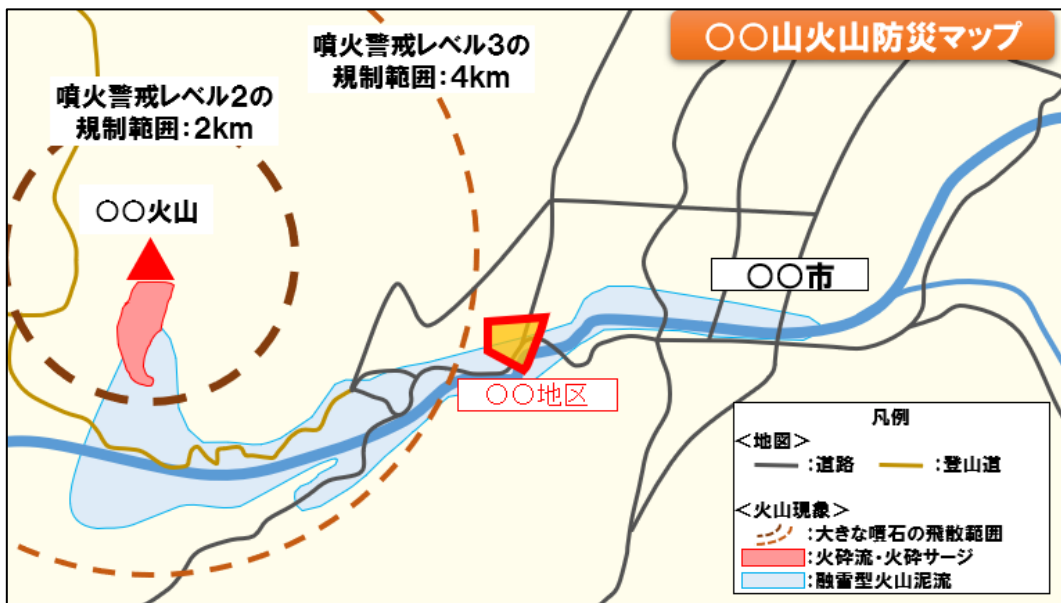 ○○山火山防災マップ
噴火警戒レベル3の
規制範囲:4km
噴火警戒レベル2の
規制範囲:2km
○○火山
○○市
○○地区
凡例
<地図>
:道路
:登山道
<火山現象>
:大きな噴石の飛散範囲
:火砕流・火砕サージ
:融雪型火山泥流